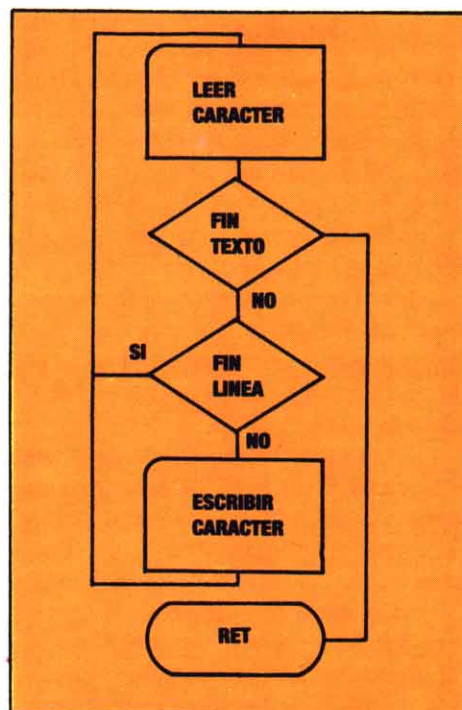 LEER
CARACTER
FIN
TEXTO
NO
SI
FIN
LINEA
NO
ESCRIBIR
CARACTER
RET